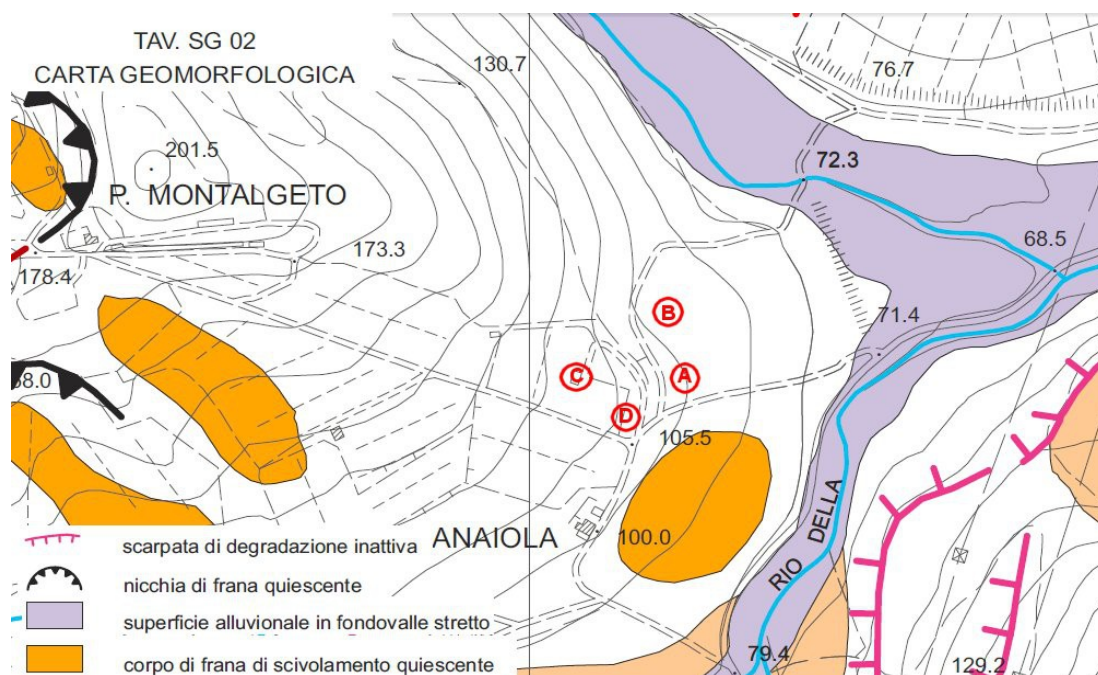 TAV. SG 02
CARTA GEOMORFOLOGICA
130.7
76.7
201.5
72.3
P. MONTALGETO
173.3
68.5
178.4
B
71.4
C
A
D
105.5
ANAIOLA
100.0
RIO DELLA
79.4
129.2
scarpata di degradazione inattiva
nicchia di frana quiescente
superficie alluvionale in fondovalle stretto
corpo di frana di scivolamento quiescente